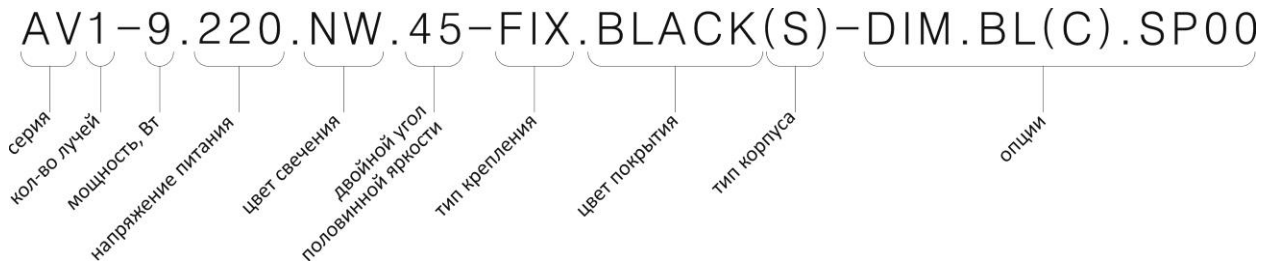 AV1-9.220.NW.45-FIX.BLACK(S)-DIM.BL(C).SP00
серия
кол-во лучей
мощность, Вт
напряжение питания
цвет свечения
двойной угол
половинной яркости
тип крепления
цвет покрытия
тип корпуса
опции